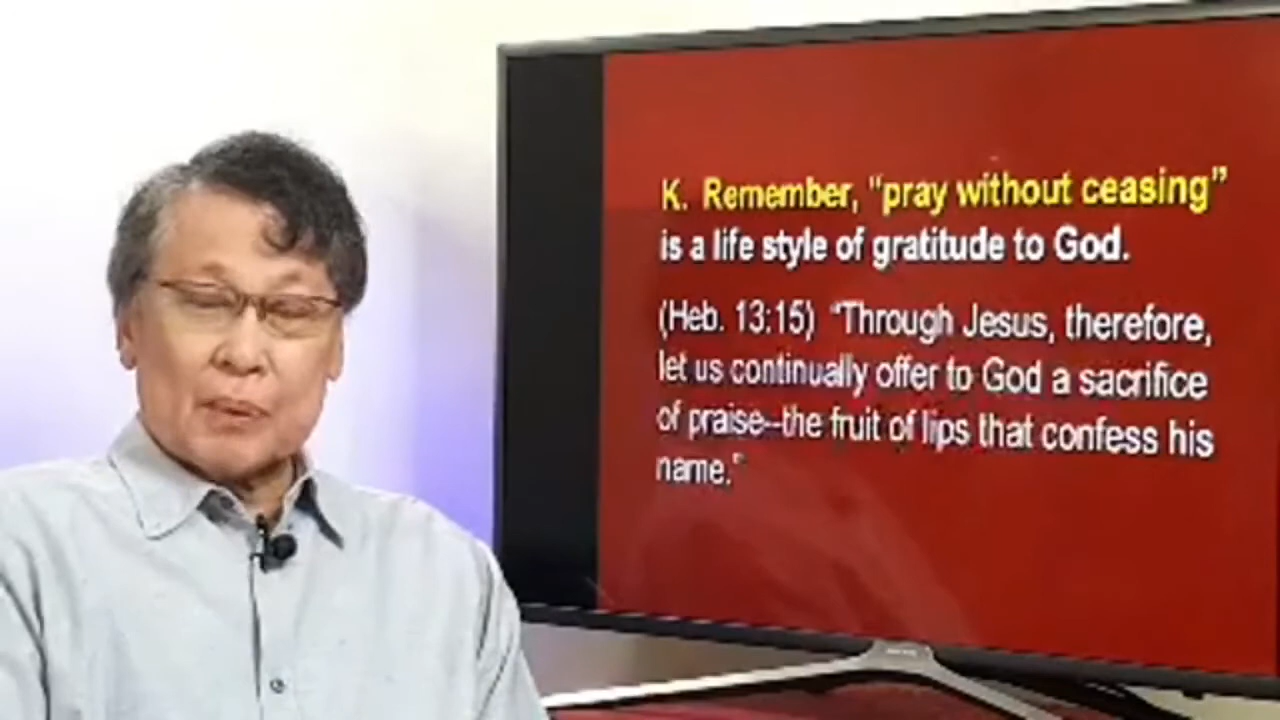 K. Remember, "pray without ceasing"
is a life style of gratitude to God.
(Heb. 13:15) "Through Jesus, therefore,
let us continually offer to God a sacrifice
of praise--the fruit of lips that confess his
name."